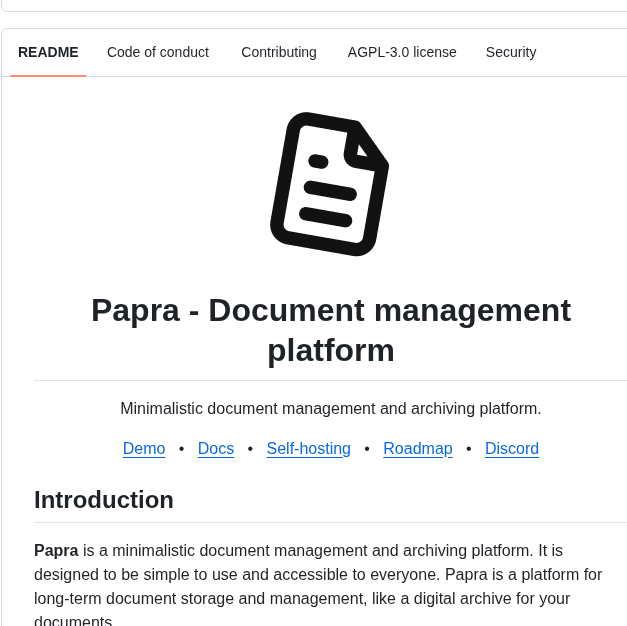 README Code of conduct Contributing AGPL-3.0 license Security
Papra - Document management
platform
Minimalistic document management and archiving platform.
Demo • Docs • Self-hosting • Roadmap • Discord
Introduction
Papra is a minimalistic document management and archiving platform. It is
designed to be simple to use and accessible to everyone. Papra is a platform for
long-term document storage and management, like a digital archive for your
documents.